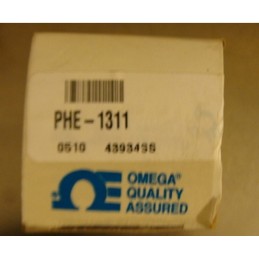 PHE-1311
0510 4393435
OMEGA®
QUALITY
ASSURED